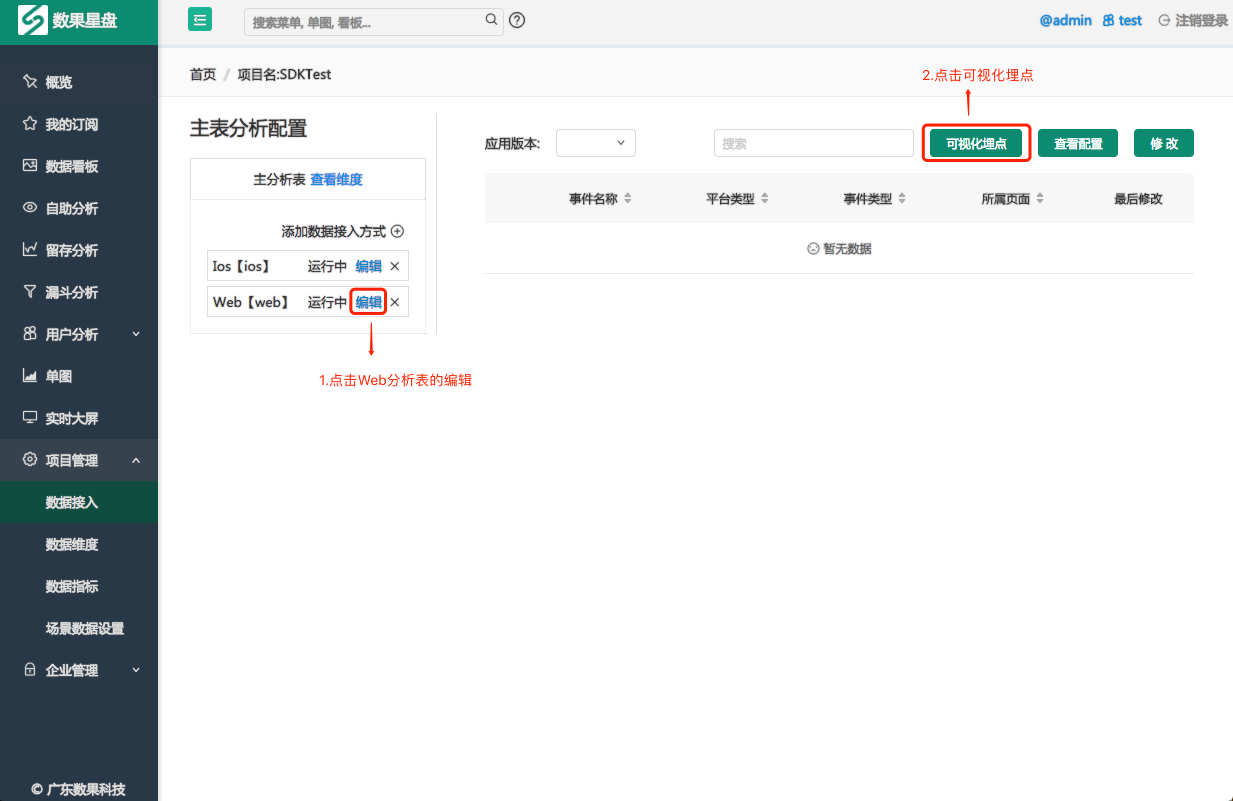 数果星盘
搜索菜单, 单图, 看板...
@admin test 注销登录
概览
我的订阅
数据看板
自助分析
留存分析
漏斗分析
用户分析
单图
实时大屏
项目管理
数据接入
数据维度
数据指标
场景数据设置
企业管理
© 广东数果科技
首页 / 项目名:SDKTest
主表分析配置
主分析表 查看维度
添加数据接入方式
Ios【ios】 运行中 编辑
Web【web】 运行中 编辑
1.点击Web分析表的编辑
2.点击可视化埋点
应用版本: 搜索 可视化埋点 查看配置 修 改
事件名称 平台类型 事件类型 所属页面 最后修改
暂无数据